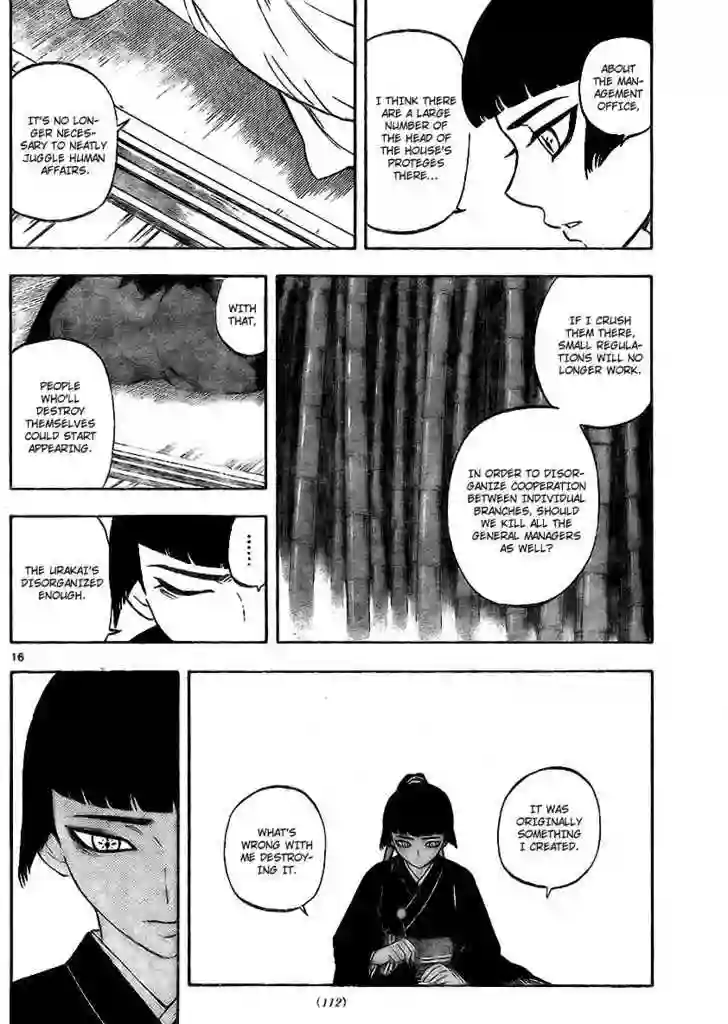 ABOUT
THE MAN-
AGEMENT
OFFICE,
I THINK THERE
ARE A LARGE
NUMBER OF
THE HEAD OF
THE HOUSE'S
PROTEGES
THERE...
IT'S NO LON-
GER NECES-
SARY TO NEATLY
JUGGLE HUMAN
AFFAIRS.
IF I CRUSH
THEM THERE,
SMALL REGULA-
TIONS WILL NO
LONGER WORK.
IN ORDER TO DISOR-
GANIZE COOPERATION
BETWEEN INDIVIDUAL
BRANCHES, SHOULD
WE KILL ALL THE
GENERAL MANAGERS
AS WELL?
WITH
THAT,
PEOPLE
WHO'LL
DESTROY
THEMSELVES
COULD START
APPEARING.
........
THE URAKAI'S
DISORGANIZED
ENOUGH.
16
IT WAS
ORIGINALLY
SOMETHING
I CREATED.
WHAT'S
WRONG WITH
ME DESTROY-
ING IT.
(112)